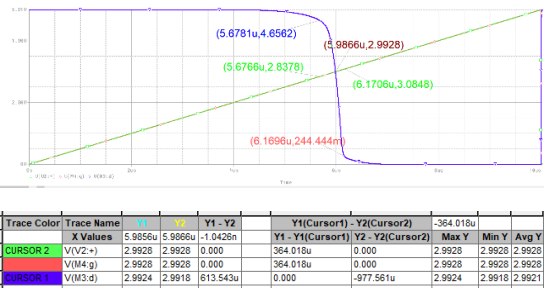 (5.6781u,4.6562)
(5.9866u,2.9928)
(5.6766u,2.8378)
(6.1706u,3.0848)
(6.1696u,244.444m)
Trace Color Trace Name Y1 Y2 Y1 - Y2 Y1(Cursor1) - Y2(Cursor2) -364.018u
X Values 5.9856u 5.9866u -1.0426n Y1 - Y1(Cursor1) Y2 - Y2(Cursor2) Max Y Min Y Avg Y
CURSOR 2 V(V2:+) 2.9928 2.9928 0.000 364.018u 0.000 2.9928 2.9928 2.9928
V(M4:g) 2.9928 2.9928 0.000 364.018u 0.000 2.9928 2.9928 2.9928
CURSOR 1 V(M3:d) 2.9924 2.9918 613.543u 0.000 -977.561u 2.9924 2.9918 2.9921